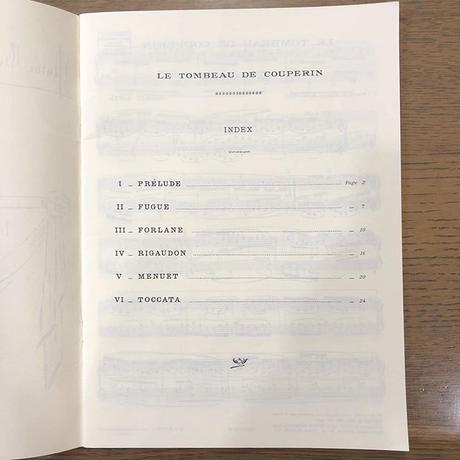 LE TOMBEAU DE COUPERIN
INDEX
I _ PRÉLUDE Page 2
II _ FUGUE _ 7
III _ FORLANE _ 10
IV _ RIGAUDON _ 16
V _ MENUET _ 20
VI _ TOCCATA _ 24